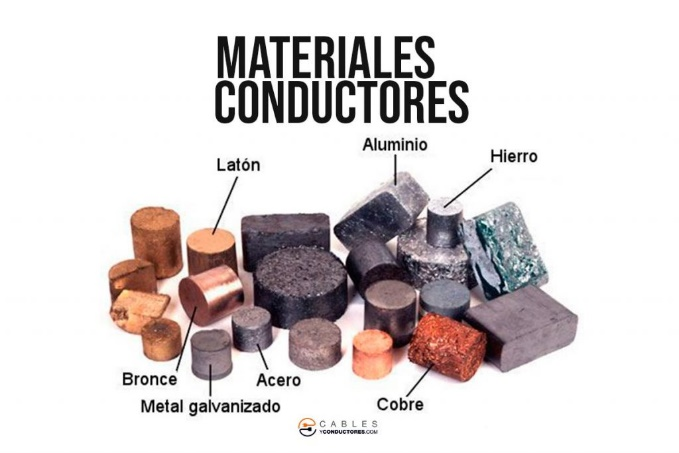 MATERIALES
CONDUCTORES
Aluminio
Hierro
Latón
Bronce
Acero
Metal galvanizado
Cobre
CABLES
YCONDUCTORES.COM